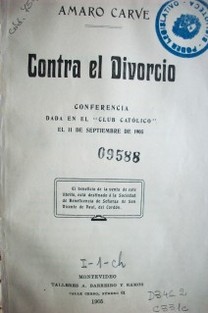 AMARO CARVE
Contra el Divorcio
CONFERENCIA
DADA EN EL "CLUB CATÓLICO"
EL 11 DE SEPTIEMBRE DE 1905
09588
El beneficio de la venta de este
folleto, está destinado á la Sociedad
de Beneficencia de Señoras de San
Vicente de Paul, del Cordón.
I-1-ch
MONTEVIDEO
TALLERES A. BARREIRO Y RAMOS
1905
PODER LEGISLATIVO